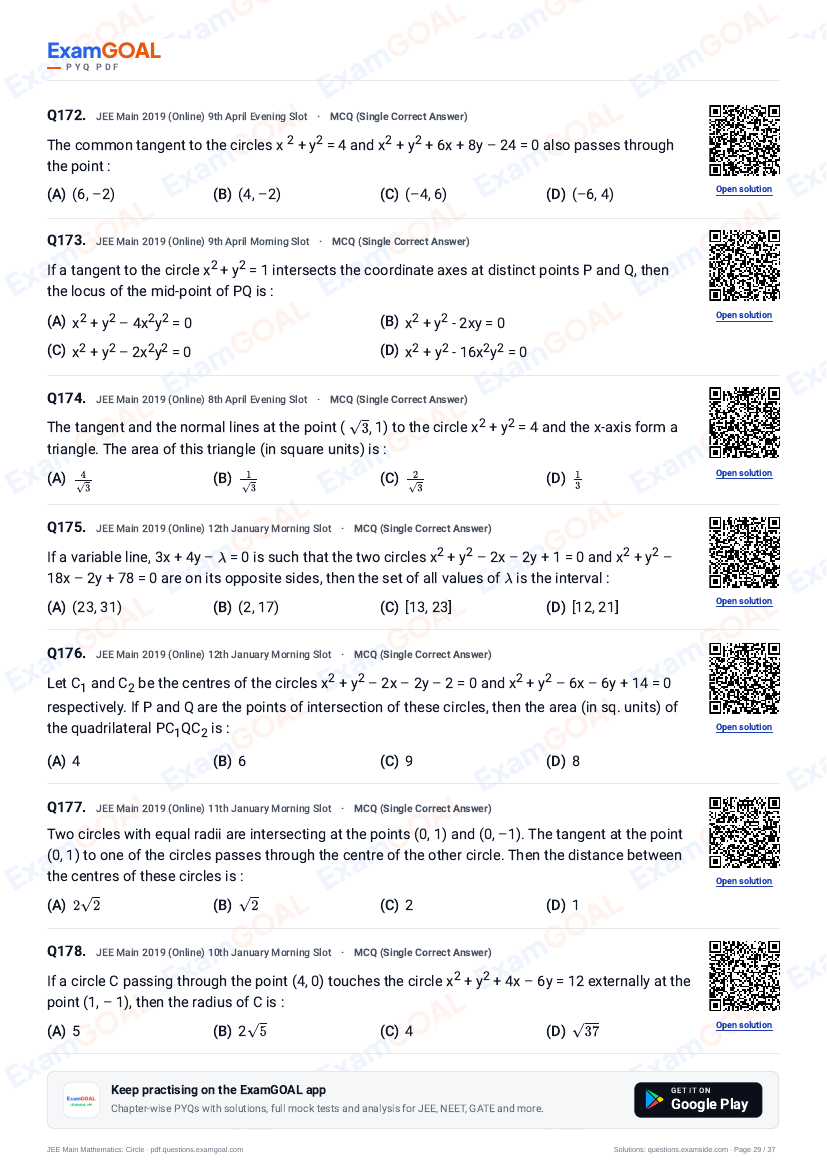 ExamGOAL
PYQ PDF
Q172. JEE Main 2019 (Online) 9th April Evening Slot · MCQ (Single Correct Answer)
The common tangent to the circles x ² + y² = 4 and x² + y² + 6x + 8y − 24 = 0 also passes through
the point :
(A) (6, −2) (B) (4, −2) (C) (−4, 6) (D) (−6, 4)
Open solution
Q173. JEE Main 2019 (Online) 9th April Morning Slot · MCQ (Single Correct Answer)
If a tangent to the circle x² + y² = 1 intersects the coordinate axes at distinct points P and Q, then
the locus of the mid-point of PQ is :
(A) x² + y² − 4x²y² = 0 (B) x² + y² - 2xy = 0
(C) x² + y² − 2x²y² = 0 (D) x² + y² - 16x²y² = 0
Open solution
Q174. JEE Main 2019 (Online) 8th April Evening Slot · MCQ (Single Correct Answer)
The tangent and the normal lines at the point ( √3, 1) to the circle x² + y² = 4 and the x-axis form a
triangle. The area of this triangle (in square units) is :
(A) 4/√3 (B) 1/√3 (C) 2/√3 (D) 1/3
Open solution
Q175. JEE Main 2019 (Online) 12th January Morning Slot · MCQ (Single Correct Answer)
If a variable line, 3x + 4y − λ = 0 is such that the two circles x² + y² − 2x − 2y + 1 = 0 and x² + y² −
18x − 2y + 78 = 0 are on its opposite sides, then the set of all values of λ is the interval :
(A) (23, 31) (B) (2, 17) (C) [13, 23] (D) [12, 21]
Open solution
Q176. JEE Main 2019 (Online) 12th January Morning Slot · MCQ (Single Correct Answer)
Let C₁ and C₂ be the centres of the circles x² + y² − 2x − 2y − 2 = 0 and x² + y² − 6x − 6y + 14 = 0
respectively. If P and Q are the points of intersection of these circles, then the area (in sq. units) of
the quadrilateral PC₁QC₂ is :
(A) 4 (B) 6 (C) 9 (D) 8
Open solution
Q177. JEE Main 2019 (Online) 11th January Morning Slot · MCQ (Single Correct Answer)
Two circles with equal radii are intersecting at the points (0, 1) and (0, −1). The tangent at the point
(0, 1) to one of the circles passes through the centre of the other circle. Then the distance between
the centres of these circles is :
(A) 2√2 (B) √2 (C) 2 (D) 1
Open solution
Q178. JEE Main 2019 (Online) 10th January Morning Slot · MCQ (Single Correct Answer)
If a circle C passing through the point (4, 0) touches the circle x² + y² + 4x − 6y = 12 externally at the
point (1, − 1), then the radius of C is :
(A) 5 (B) 2√5 (C) 4 (D) √37
Open solution
Keep practising on the ExamGOAL app
Chapter-wise PYQs with solutions, full mock tests and analysis for JEE, NEET, GATE and more.
ExamGOAL
GET IT ON
Google Play
JEE Main Mathematics: Circle · pdf.questions.examgoal.com Solutions: questions.examside.com · Page 29 / 37